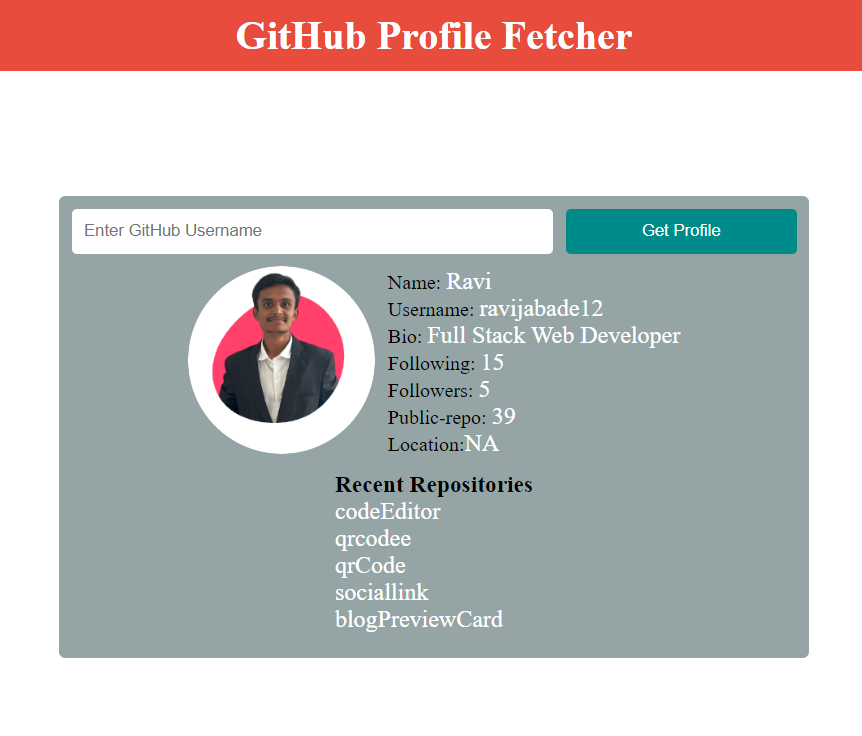 GitHub Profile Fetcher
Enter GitHub Username
Get Profile
Name: Ravi
Username: ravijabade12
Bio: Full Stack Web Developer
Following: 15
Followers: 5
Public-repo: 39
Location:NA
Recent Repositories
codeEditor
qrcodee
qrCode
sociallink
blogPreviewCard